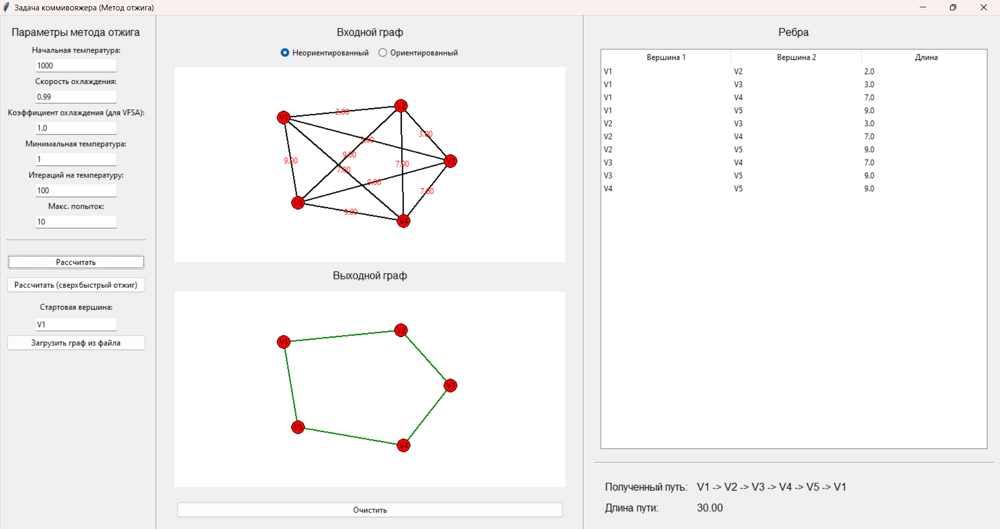 Задача коммивояжера (Метод отжига)
Параметры метода отжига
Начальная температура:
1000
Скорость охлаждения:
0.99
Коэффициент охлаждения (для VFSA):
1.0
Минимальная температура:
1
Итераций на температуру:
100
Макс. попыток:
10
Рассчитать
Рассчитать (сверхбыстрый отжиг)
Стартовая вершина:
V1
Загрузить граф из файла
Входной граф
Неориентированный Ориентированный
V2
2.00
V1
3.00
3.00
9.00
9.00
V3
7.00
7.00
9.00
7.00
V5
9.00
V4
Выходной граф
V2
V1
V3
V5
V4
Очистить
Ребра
Вершина 1 Вершина 2 Длина
V1 V2 2.0
V1 V3 3.0
V1 V4 7.0
V1 V5 9.0
V2 V3 3.0
V2 V4 7.0
V2 V5 9.0
V3 V4 7.0
V3 V5 9.0
V4 V5 9.0
Полученный путь: V1 -> V2 -> V3 -> V4 -> V5 -> V1
Длина пути: 30.00